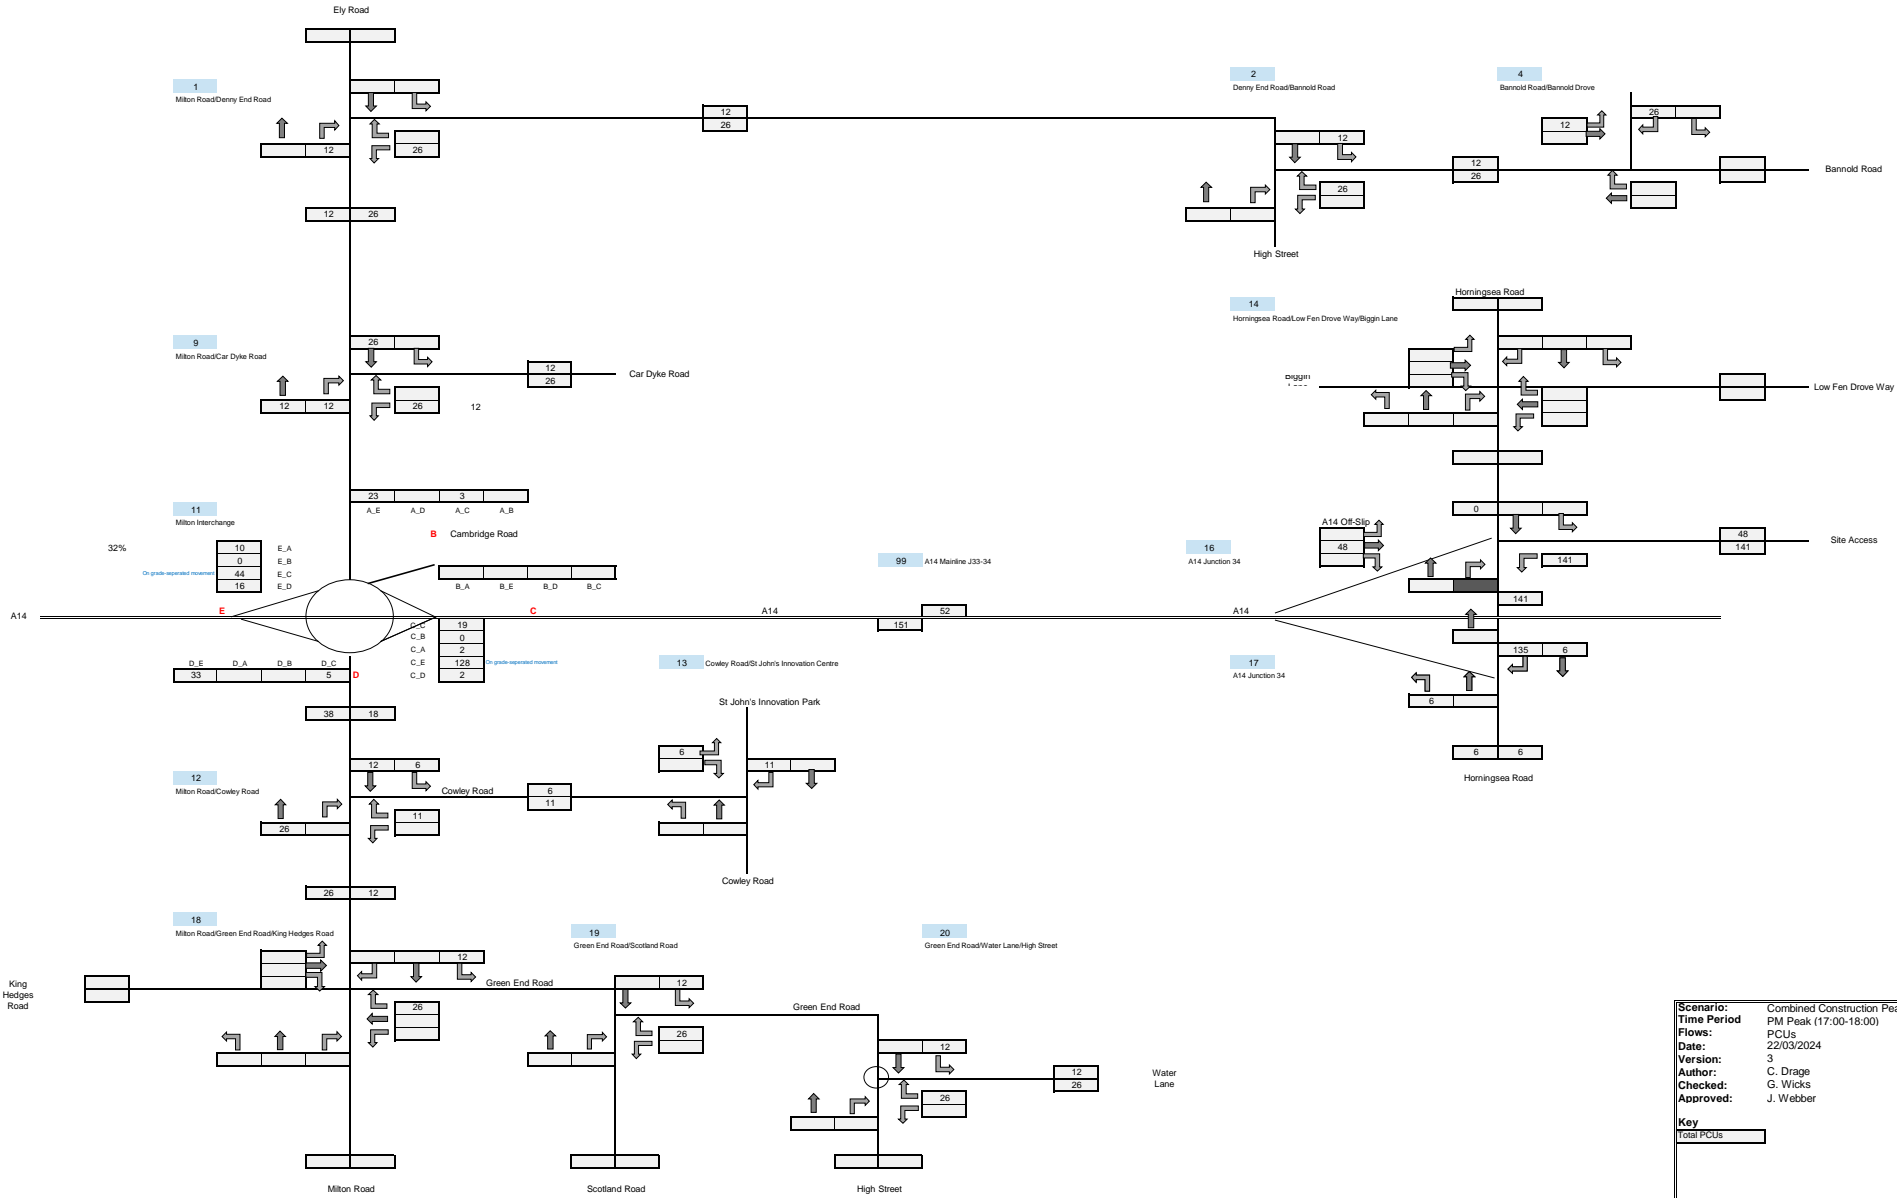 Ely Road
1
Milton Road/Denny End Road
12
26
12
26
12 26
2
Denny End Road/Bannold Road
12
26
High Street
12
26
4
Bannold Road/Bannold Drove
12
26
Bannold Road
9
Milton Road/Car Dyke Road
26
12 12
26
12
12
26
Car Dyke Road
14
Horningsea Road/Low Fen Drove Way/Biggin Lane
Horningsea Road
Biggin
Low Fen Drove Way
11
Milton Interchange
32%
23 3
A_E A_D A_C A_B
B Cambridge Road
10 E_A
0 E_B
On grade-seperated movement 44 E_C
16 E_D
B_A B_E B_D B_C
A14
E
C
A14
99 A14 Mainline J33-34
52
151
A14
C_C 19
C_B 0
C_A 2
C_E 128 On grade-seperated movement
C_D 2
D_E D_A D_B D_C
33 5 D
38 18
16
A14 Junction 34
A14 Off-Slip
48
0
141
48
141
Site Access
141
17
A14 Junction 34
135 6
6
6 6
Horningsea Road
12
Milton Road/Cowley Road
12 6
Cowley Road
11
26
6
11
26 12
13 Cowley Road/St John's Innovation Centre
St John's Innovation Park
6
11
Cowley Road
18
Milton Road/Green End Road/King Hedges Road
12
King
Hedges
Road
Green End Road
26
Milton Road
19
Green End Road/Scotland Road
12
26
Scotland Road
20
Green End Road/Water Lane/High Street
Green End Road
12
26
12
26
Water
Lane
High Street
Scenario: Combined Construction Pea
Time Period PM Peak (17:00-18:00)
Flows: PCUs
Date: 22/03/2024
Version: 3
Author: C. Drage
Checked: G. Wicks
Approved: J. Webber
Key
Total PCUs